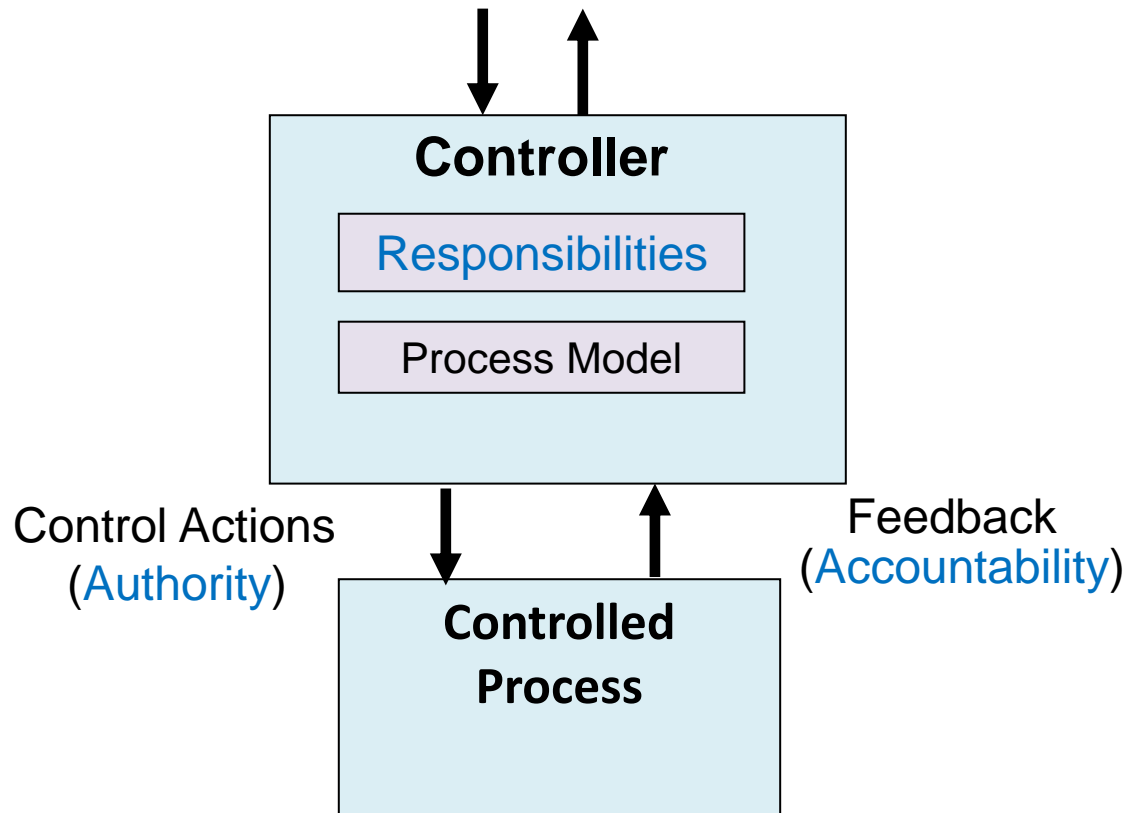 Controller
Responsibilities
Process Model
Control Actions
(Authority)
Feedback
(Accountability)
Controlled
Process